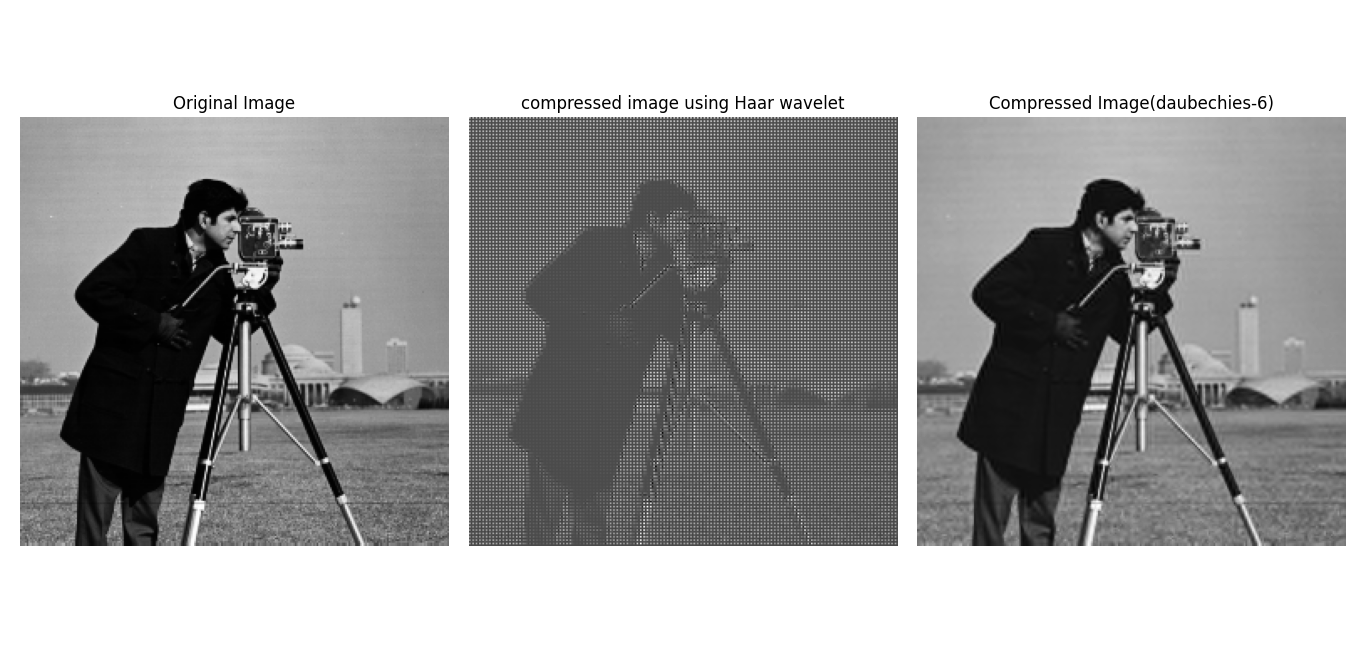 Original Image
compressed image using Haar wavelet
Compressed Image(daubechies-6)